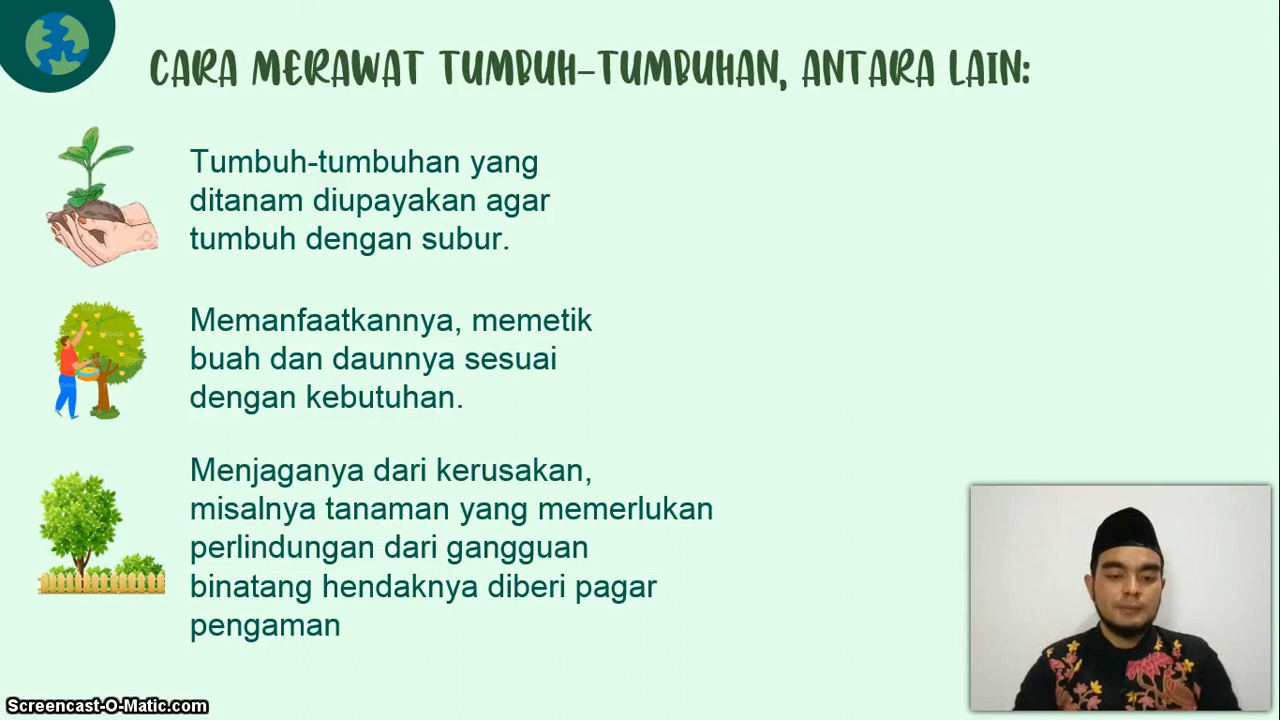 CARA MERAWAT TUMBUH-TUMBUHAN, ANTARA LAIN:
Tumbuh-tumbuhan yang
ditanam diupayakan agar
tumbuh dengan subur.
Memanfaatkannya, memetik
buah dan daunnya sesuai
dengan kebutuhan.
Menjaganya dari kerusakan,
misalnya tanaman yang memerlukan
perlindungan dari gangguan
binatang hendaknya diberi pagar
pengaman
Screencast-O-Matic.com